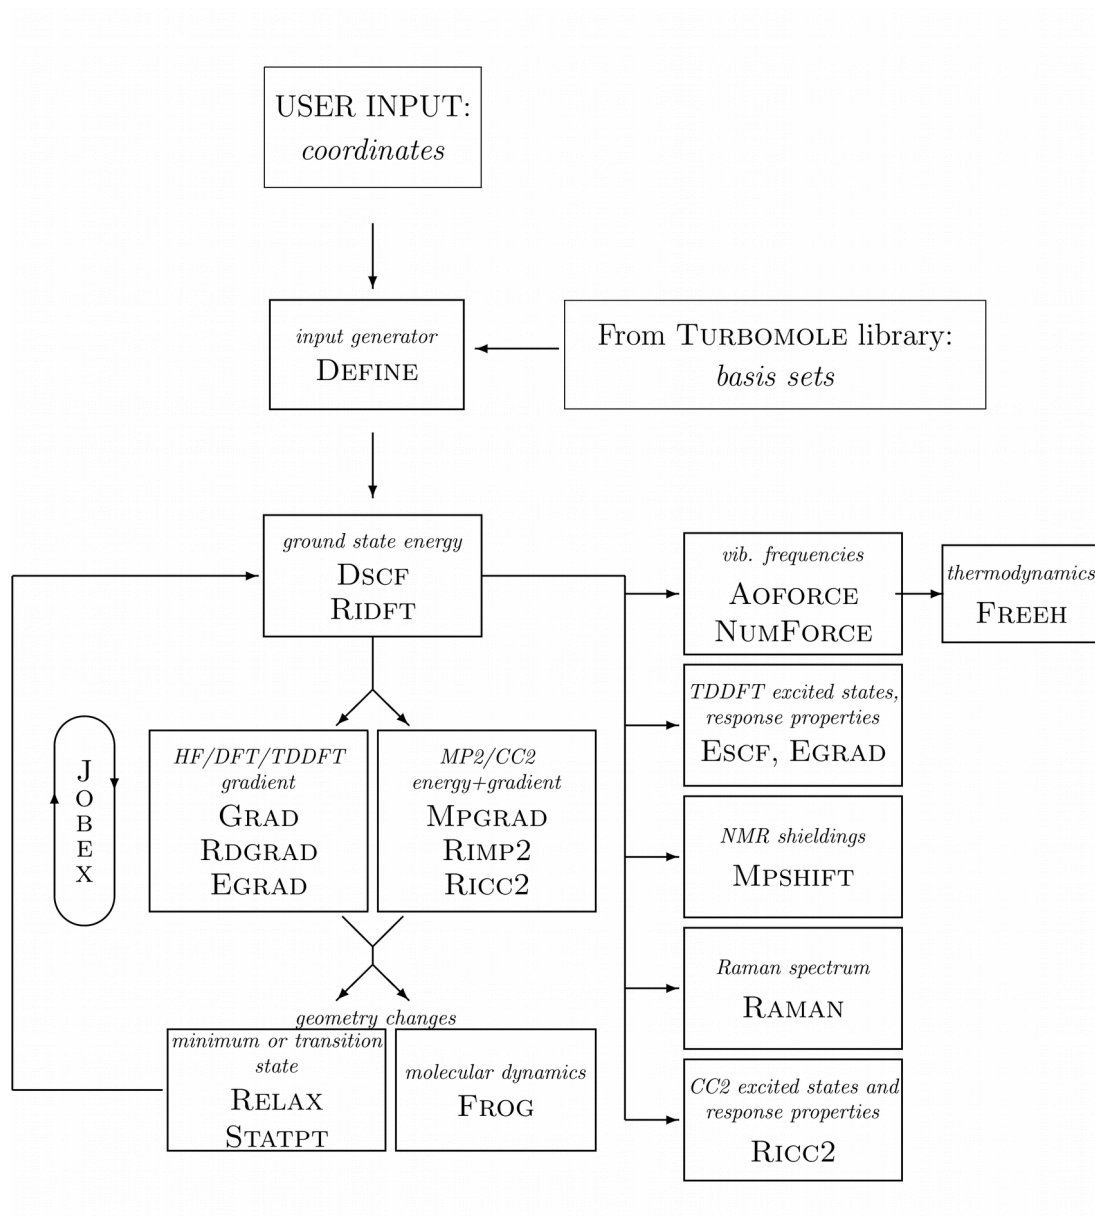 USER INPUT:
coordinates
input generator
DEFINE
From TURBOMOLE library:
basis sets
ground state energy
DSCF
RIDFT
vib. frequencies
AOFORCE
NUMFORCE
thermodynamics
FREEH
TDDFT excited states,
response properties
ESCF, EGRAD
J
O
B
E
X
HF/DFT/TDDFT
gradient
GRAD
RDGRAD
EGRAD
MP2/CC2
energy+gradient
MPGRAD
RIMP2
RICC2
NMR shieldings
MPSHIFT
Raman spectrum
RAMAN
geometry changes
minimum or transition
state
RELAX
STATPT
molecular dynamics
FROG
CC2 excited states and
response properties
RICC2